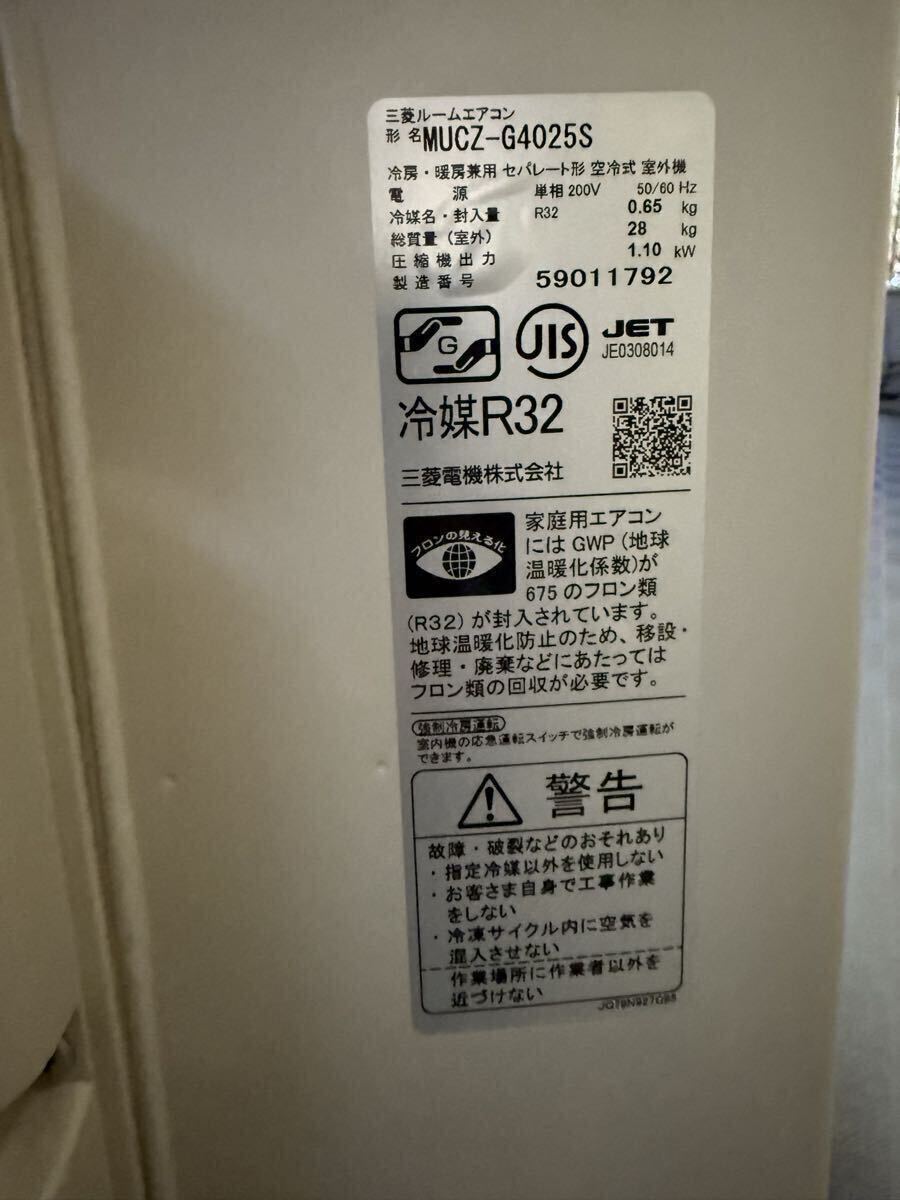 三菱ルームエアコン
形名 MUCZ-G4025S
冷房・暖房兼用 セパレート形 空冷式 室外機
電源 単相 200V 50/60 Hz
冷媒名・封入量 R32 0.65 kg
総質量(室外) 28 kg
圧縮機出力 1.10 kW
製造番号 59011792
G JIS JET
JE0308014
冷媒R32
三菱電機株式会社
フロンの見える化
家庭用エアコン
にはGWP(地球
温暖化係数)が
675のフロン類
(R32)が封入されています。
地球温暖化防止のため、移設・
修理・廃棄などにあたっては
フロン類の回収が必要です。
強制冷房運転
室内機の応急運転スイッチで強制冷房運転が
できます。
警告
故障・破裂などのおそれあり
・指定冷媒以外を使用しない
・お客さま自身で工事作業
をしない
・冷凍サイクル内に空気を
混入させない
作業場所に作業者以外を
近づけない